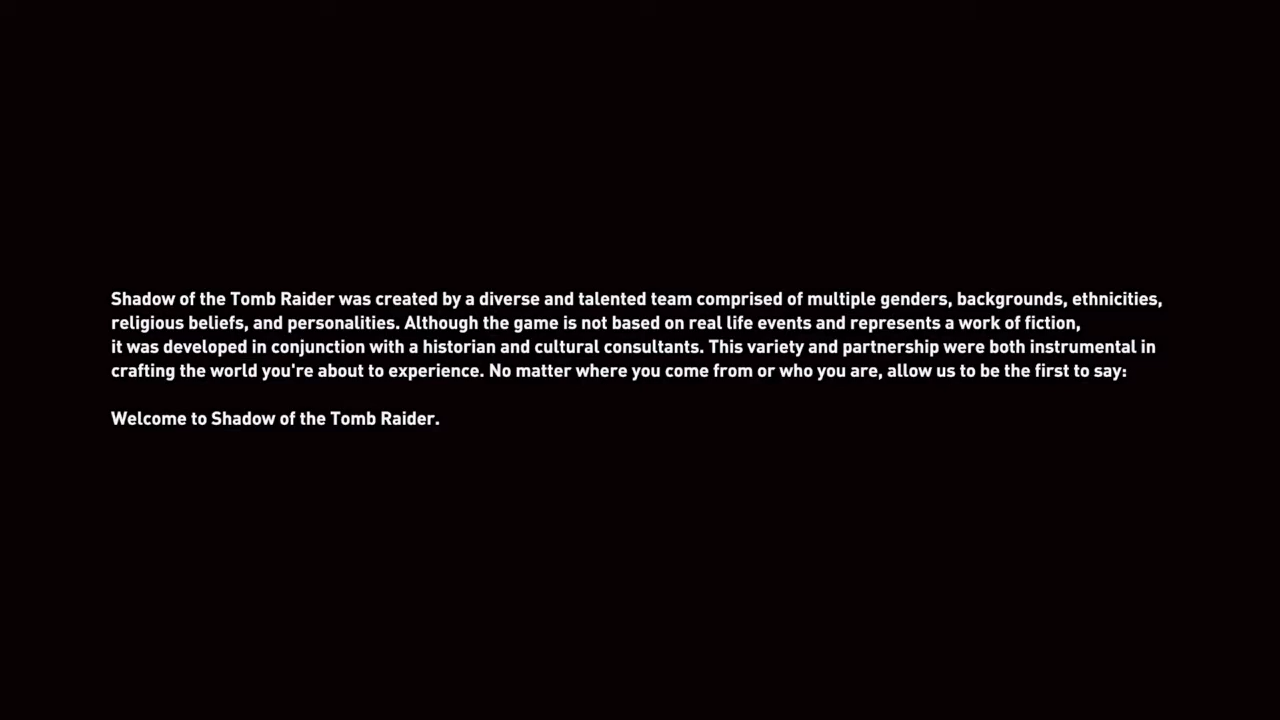 Shadow of the Tomb Raider was created by a diverse and talented team comprised of multiple genders, backgrounds, ethnicities,
religious beliefs, and personalities. Although the game is not based on real life events and represents a work of fiction,
it was developed in conjunction with a historian and cultural consultants. This variety and partnership were both instrumental in
crafting the world you're about to experience. No matter where you come from or who you are, allow us to be the first to say:
Welcome to Shadow of the Tomb Raider.